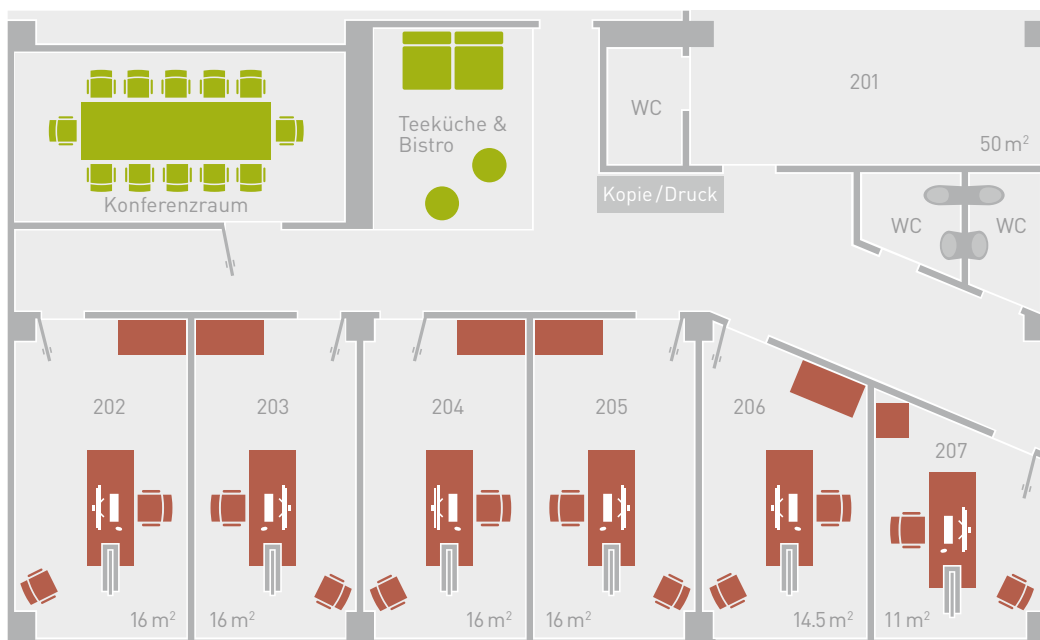 201
WC
Teeküche &
Bistro
50 m²
Kopie/Druck
Konferenzraum
WC
WC
202
203
204
205
206
207
16 m²
16 m²
16 m²
16 m²
14.5 m²
11 m²